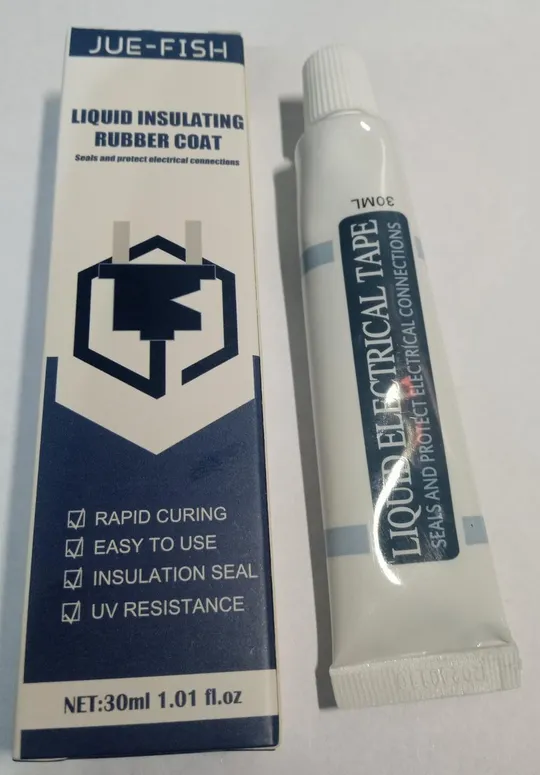 JUE-FISH
LIQUID INSULATING
RUBBER COAT
Seals and protect electrical connections
RAPID CURING
EASY TO USE
INSULATION SEAL
UV RESISTANCE
NET:30ml 1.01 fl.oz
30ML
LIQUID ELECTRICAL TAPE
SEALS AND PROTECT ELECTRICAL CONNECTIONS